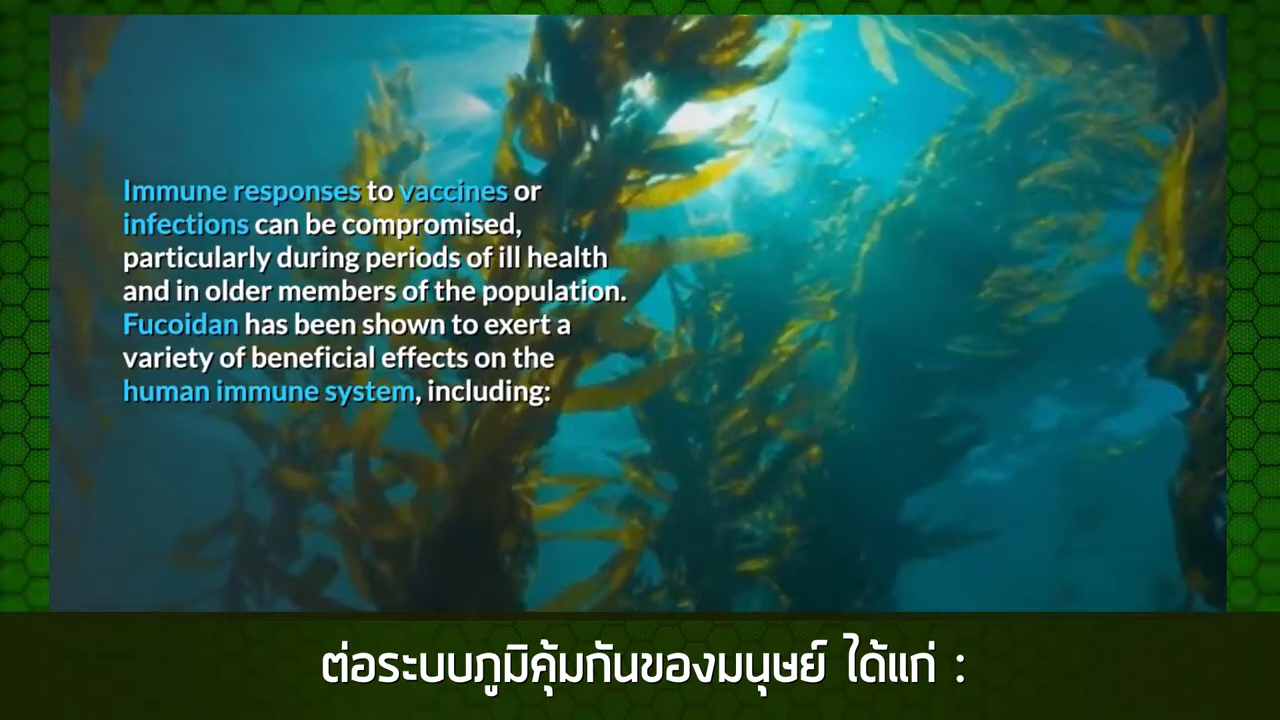 Immune responses to vaccines or
infections can be compromised,
particularly during periods of ill health
and in older members of the population.
Fucoidan has been shown to exert a
variety of beneficial effects on the
human immune system, including:
ต่อระบบภูมิคุ้มกันของมนุษย์ ได้แก่ :